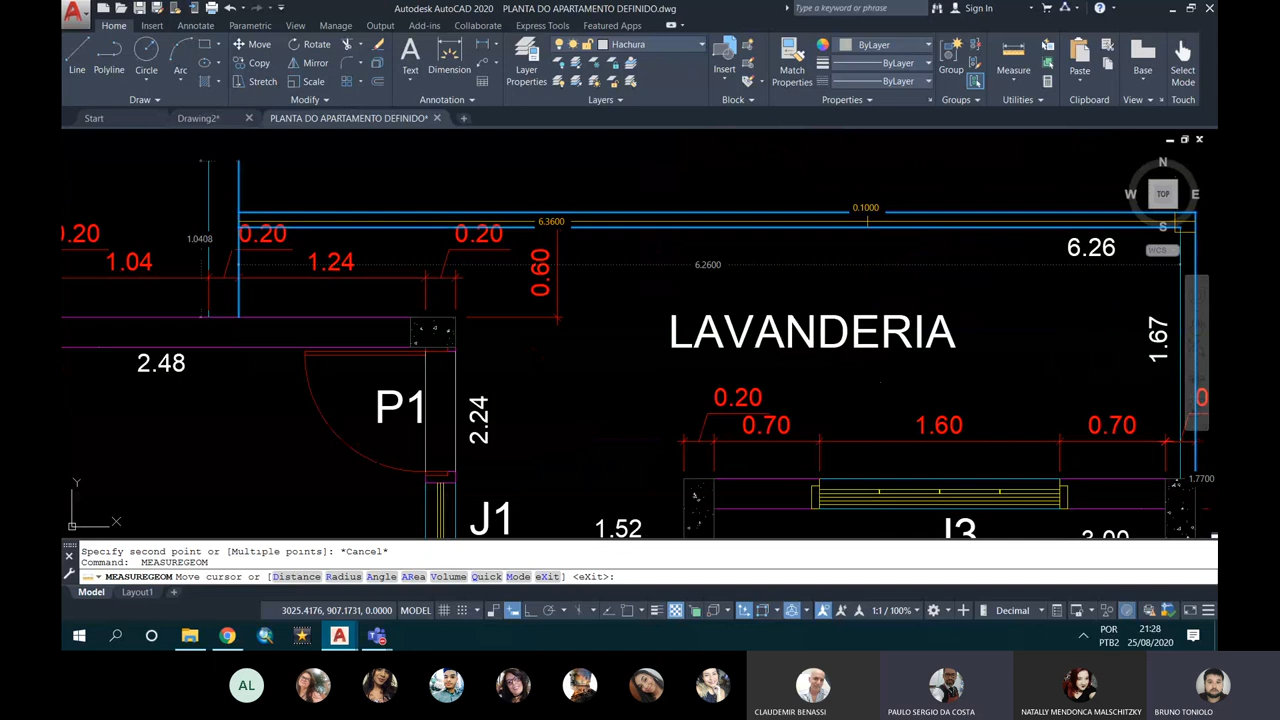 Autodesk AutoCAD 2020 PLANTA DO APARTAMENTO DEFINIDO.dwg
Type a keyword or phrase
Sign In
Home Insert Annotate Parametric View Manage Output Add-ins Collaborate Express Tools Featured Apps
Line Polyline Circle Arc
Move Rotate
Copy Mirror
Stretch Scale
Text Dimension
Layer Properties
Hachura
Insert
Match Properties
ByLayer
ByLayer
ByLayer
Group
Measure
Paste
Base
Select Mode
Draw Modify Annotation Layers Block Properties Groups Utilities Clipboard View Touch
Start Drawing2* PLANTA DO APARTAMENTO DEFINIDO*
N
W TOP E
S
WCS
0.1000
6.3600
0.20 1.0408 0.20 0.20
1.04 1.24 0.60
6.2600
6.26
LAVANDERIA
1.67
2.48
P1
2.24
0.20
0.70 1.60 0.70
1.7700
J1
1.52
J3
3.00
Y
X
Specify second point or [Multiple points]: *Cancel*
Command: MEASUREGEOM
MEASUREGEOM Move cursor or [Distance Radius Angle ARea Volume Quick Mode eXit] <eXit>:
Model Layout1
3025.4176, 907.1731, 0.0000 MODEL 1:1 / 100% Decimal
POR
PTB2
21:28
25/08/2020
AL
CLAUDEMIR BENASSI
PAULO SERGIO DA COSTA
NATALLY MENDONCA MALSCHITZKY
BRUNO TONIOLO